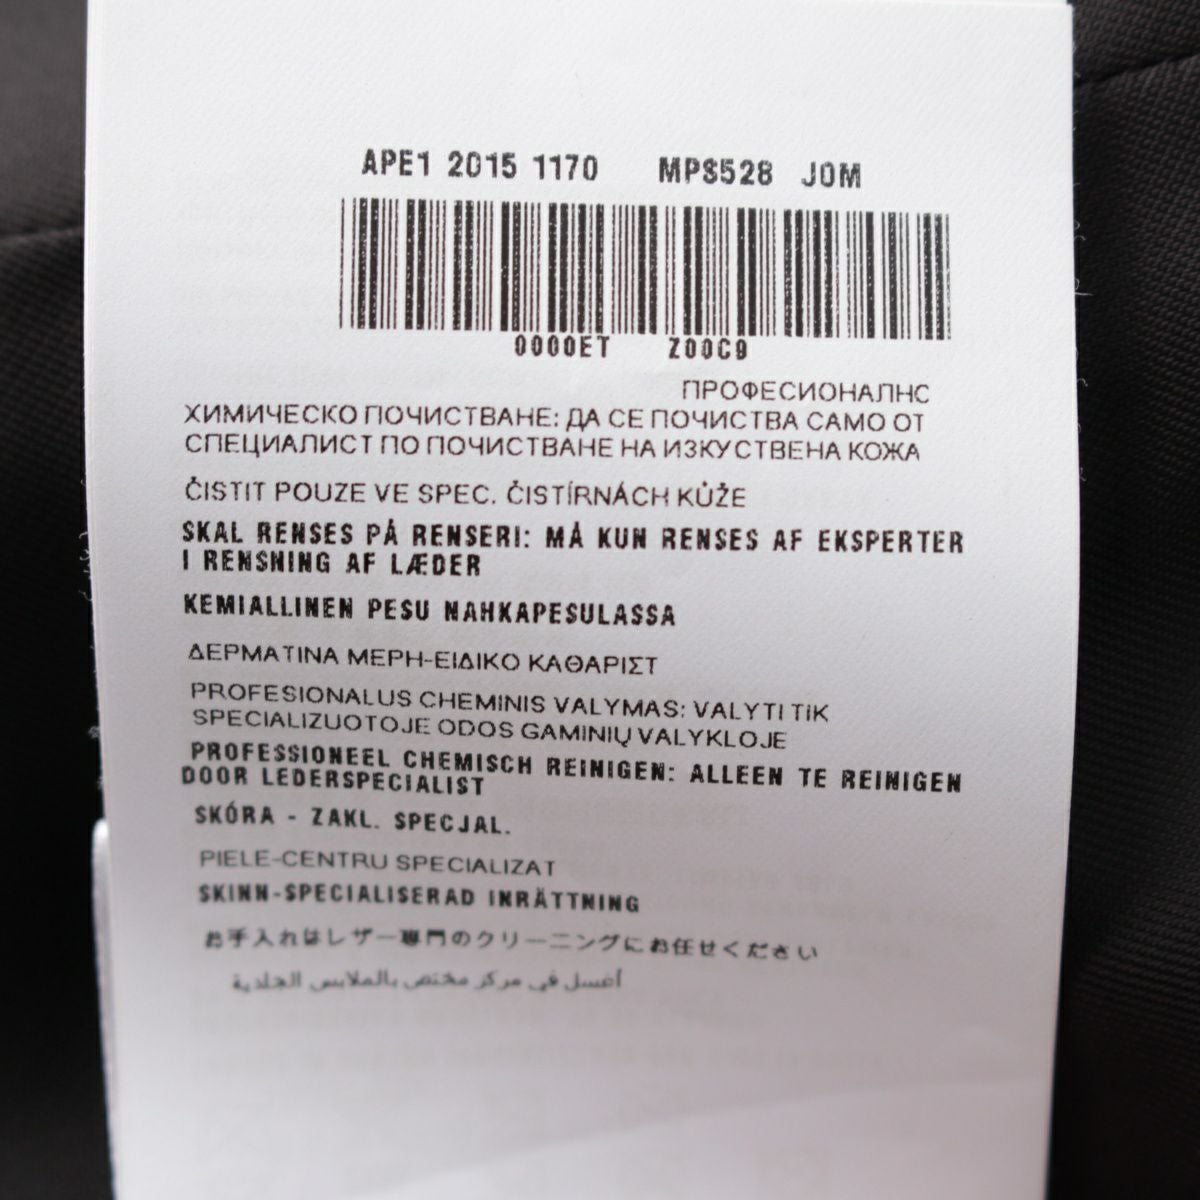 APE1 2015 1170 MPS528 JOM
0000ET Z00C9
ПРОФЕСИОНАЛНС
ХИМИЧЕСКО ПОЧИСТВАНЕ: ДА СЕ ПОЧИСТВА САМО ОТ
СПЕЦИАЛИСТ ПО ПОЧИСТВАНЕ НА ИЗКУСТВЕНА КОЖА
ČISTIT POUZE VE SPEC. ČISTÍRNÁCH KŮŽE
SKAL RENSES PÅ RENSERI: MÅ KUN RENSES AF EKSPERTER
I RENSNING AF LÆDER
KEMIALLINEN PESU NAHKAPESULASSA
ΔΕΡΜΑΤΙΝΑ ΜΕΡΗ-ΕΙΔΙΚΟ ΚΑΘΑΡΙΣΤ
PROFESIONALUS CHEMINIS VALYMAS: VALYTI TIK
SPECIALIZUOTOJE ODOS GAMINIŲ VALYKLOJE
PROFESSIONEEL CHEMISCH REINIGEN: ALLEEN TE REINIGEN
DOOR LEDERSPECIALIST
SKÓRA - ZAKŁ. SPECJAL.
PIELE-CENTRU SPECIALIZAT
SKINN-SPECIALISERAD INRÄTTNING
お手入れはレザー専門のクリーニングにお任せください
أغسل في مركز مختص بالملابس الجلدية